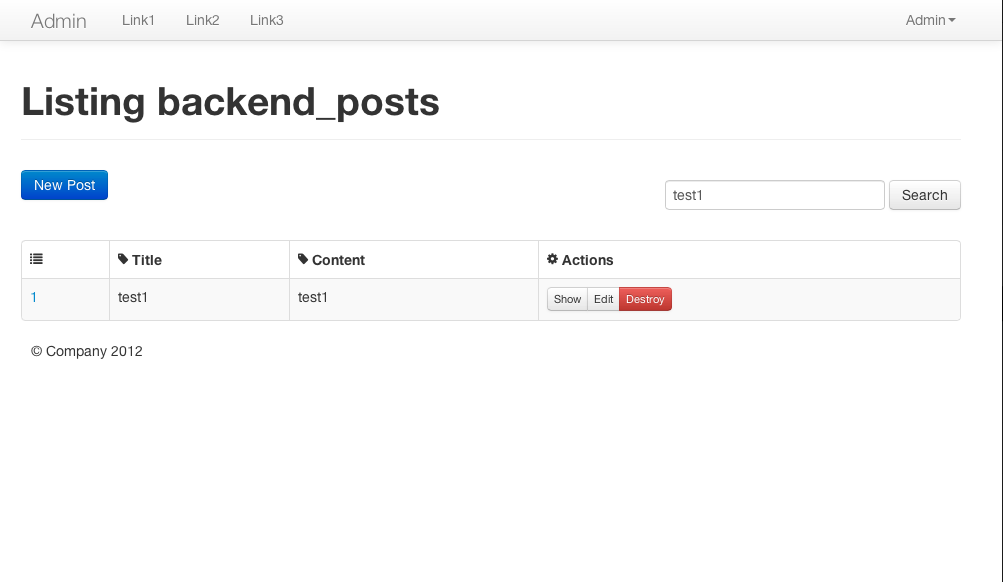 Admin Link1 Link2 Link3 Admin
Listing backend_posts
New Post test1 Search
Title Content Actions
1 test1 test1 Show Edit Destroy
© Company 2012